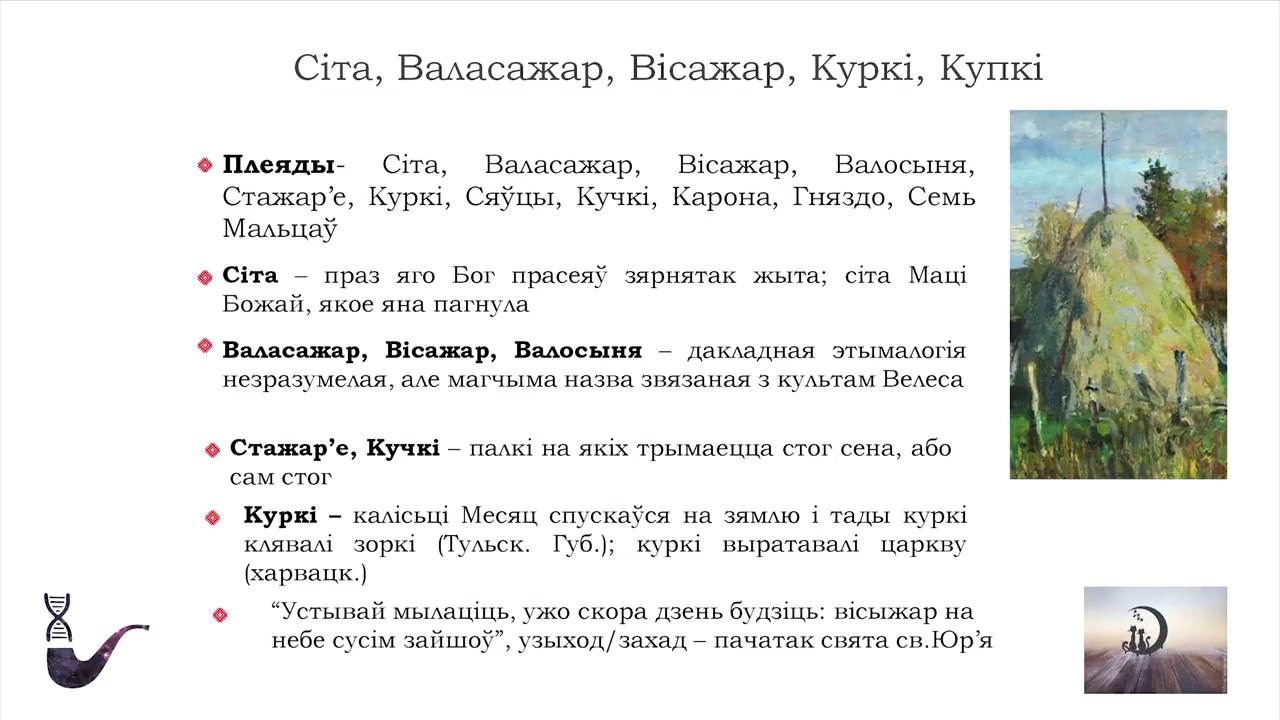 Сіта, Валасажар, Вісажар, Куркі, Купкі
Плеяды- Сіта, Валасажар, Вісажар, Валосыня,
Стажар’е, Куркі, Сяўцы, Кучкі, Карона, Гняздо, Семь
Мальцаў
Сіта – праз яго Бог прасеяў зярнятак жыта; сіта Маці
Божай, якое яна пагнула
Валасажар, Вісажар, Валосыня – дакладная этымалогія
незразумелая, але магчыма назва звязаная з культам Велеса
Стажар’е, Кучкі – палкі на якіх трымаецца стог сена, або
сам стог
Куркі – калісьці Месяц спускаўся на зямлю і тады куркі
клявалі зоркі (Тульск. Губ.); куркі выратавалі царкву
(харвацк.)
“Устывай мылаціць, ужо скора дзень будзіць: вісыжар на
небе сусім зайшоў”, узыход/захад – пачатак свята св.Юр’я